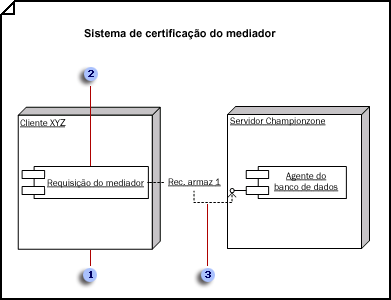 Sistema de certificação do mediador
2
Cliente XYZ
Servidor Championzone
Requisição do mediador
Rec, armaz 1
Agente do
banco de dados
1
3